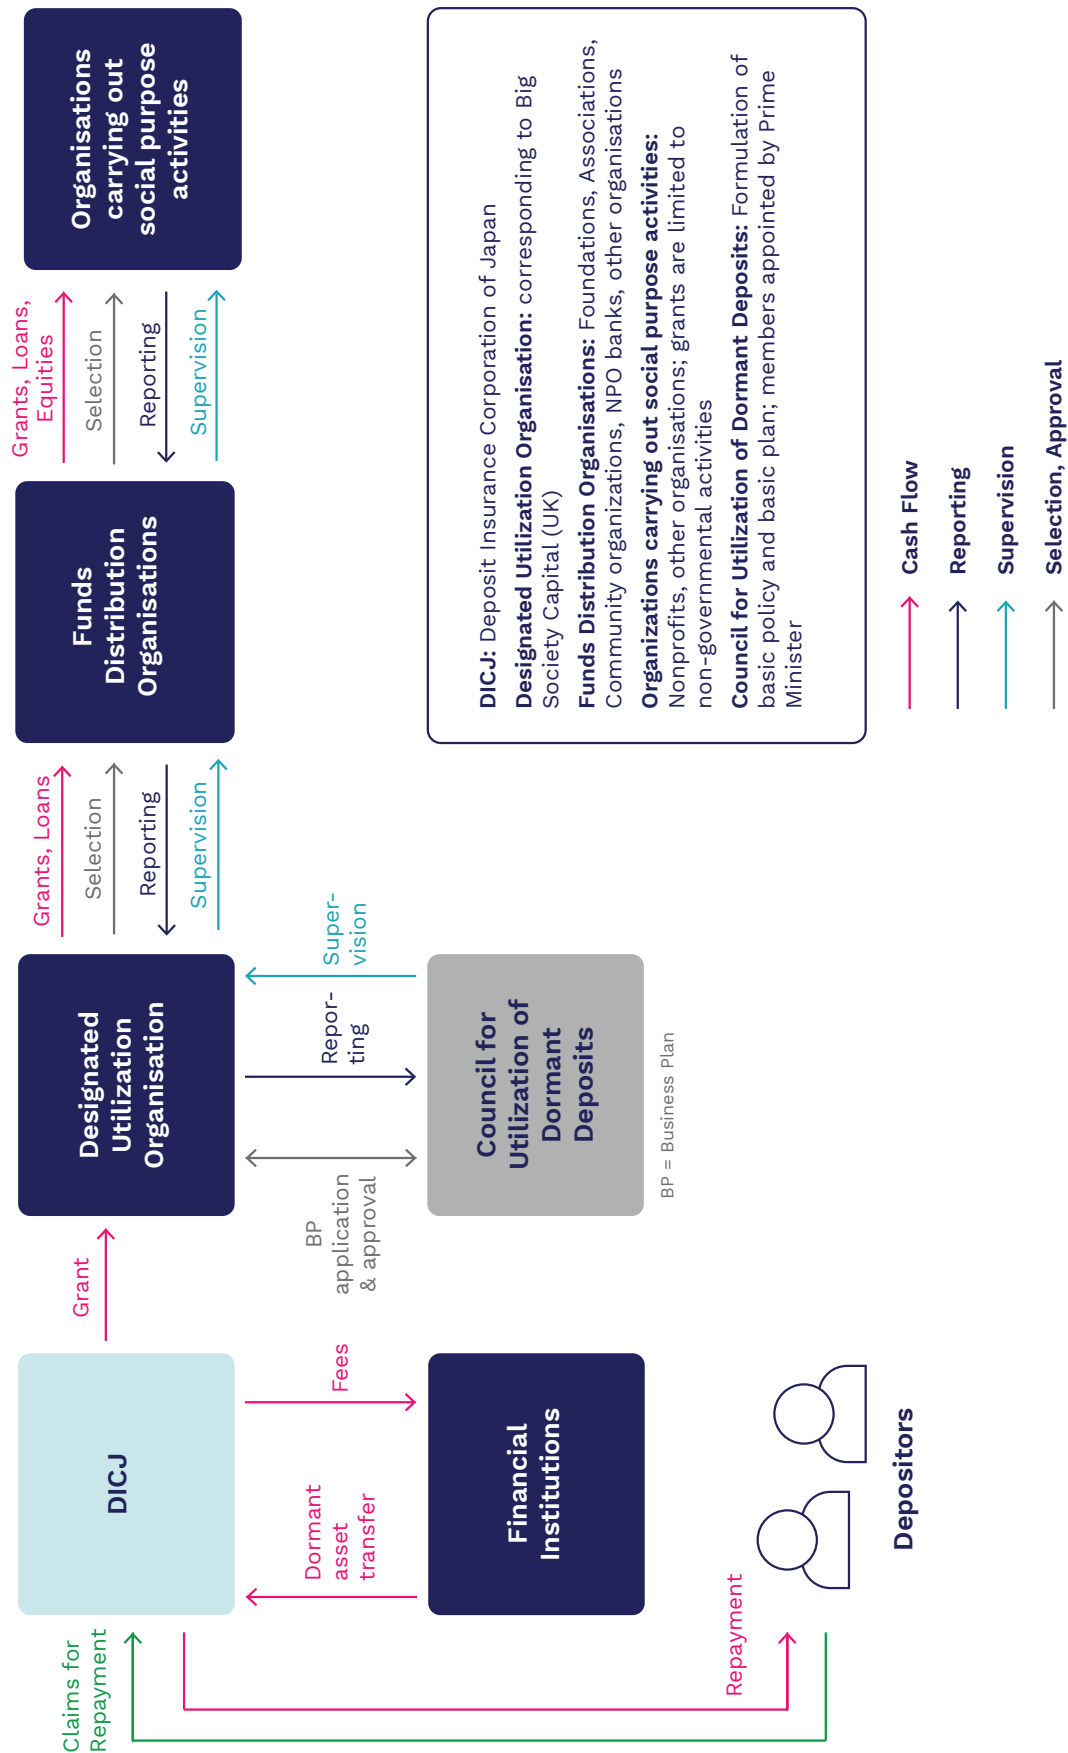 Claims for
Repayment
DICJ
Grant
Designated
Utilization
Organisation
Grants, Loans
Selection
Reporting
Supervision
Funds
Distribution
Organisations
Grants, Loans,
Equities
Selection
Reporting
Supervision
Organisations
carrying out
social purpose
activities
Dormant
asset
transfer
Fees
BP
application
& approval
Repor-
ting
Super-
vision
Financial
Institutions
Council for
Utilization of
Dormant
Deposits
BP = Business Plan
Repayment
Depositors
DICJ: Deposit Insurance Corporation of Japan
Designated Utilization Organisation: corresponding to Big
Society Capital (UK)
Funds Distribution Organisations: Foundations, Associations,
Community organizations, NPO banks, other organisations
Organizations carrying out social purpose activities:
Nonprofits, other organisations; grants are limited to
non-governmental activities
Council for Utilization of Dormant Deposits: Formulation of
basic policy and basic plan; members appointed by Prime
Minister
Cash Flow
Reporting
Supervision
Selection, Approval